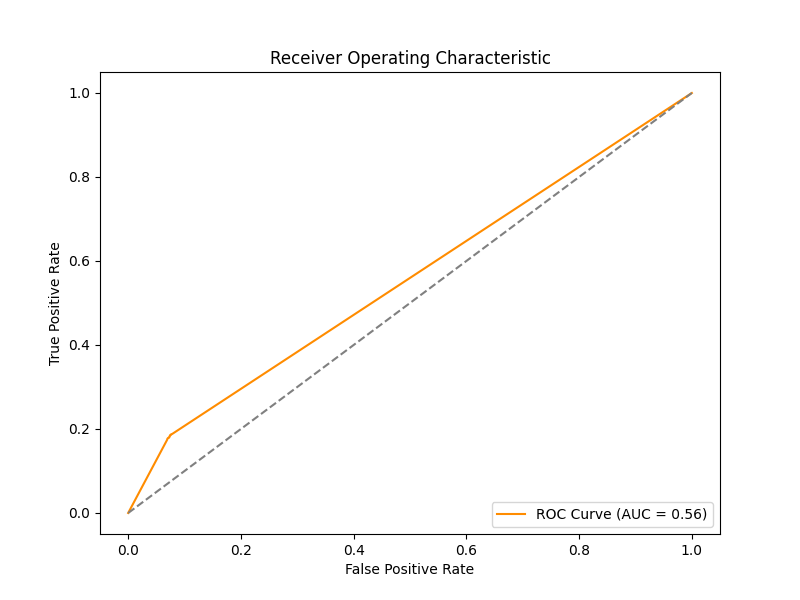 Receiver Operating Characteristic
True Positive Rate
1.0
0.8
0.6
0.4
0.2
0.0
ROC Curve (AUC = 0.56)
0.0 0.2 0.4 0.6 0.8 1.0
False Positive Rate